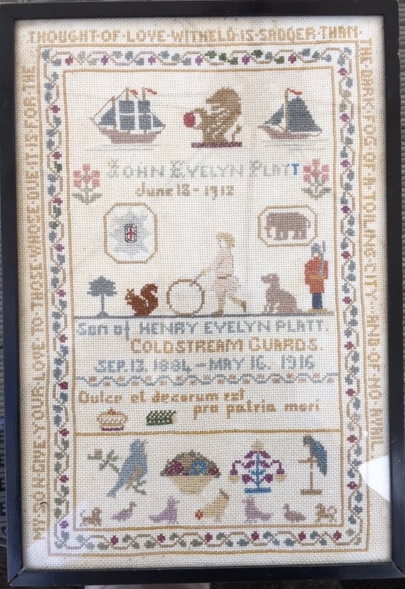 MY SON GIVE YOUR LOVE TO THOSE WHOSE DUE IT IS FOR THE
THOUGHT OF LOVE WITHELD IS SADDER THAN
THE DARK FOG OF A TOILING CITY AND OF NO AVAIL
JOHN EVELYN PLATT
June 12 - 1912
Son of HENRY EVELYN PLATT.
COLDSTREAM GUARDS.
SEP. 13. 1884 - MAY 16. 1916
Dulce et decorum est
pro patria mori